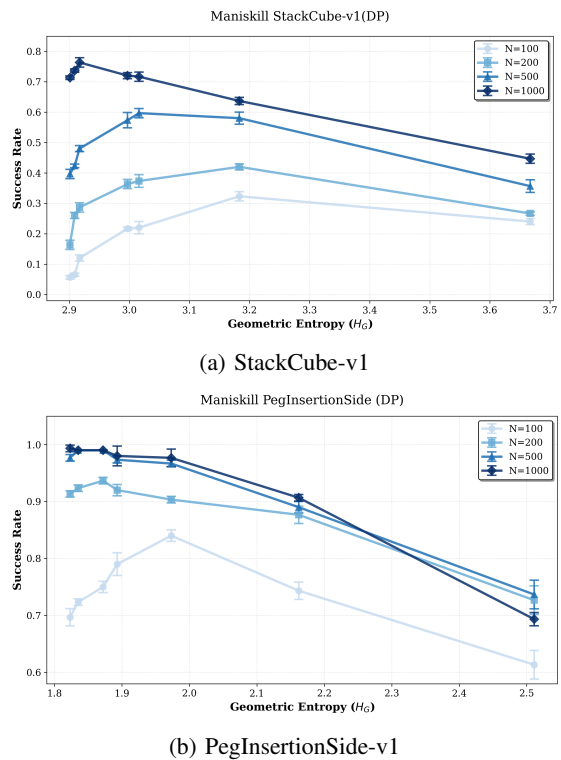 Maniskill StackCube-v1(DP)
Success Rate
0.8
0.7
0.6
0.5
0.4
0.3
0.2
0.1
0.0
N=100
N=200
N=500
N=1000
2.9 3.0 3.1 3.2 3.3 3.4 3.5 3.6 3.7
Geometric Entropy (H_G)
(a) StackCube-v1
Maniskill PegInsertionSide (DP)
Success Rate
1.0
0.9
0.8
0.7
0.6
N=100
N=200
N=500
N=1000
1.8 1.9 2.0 2.1 2.2 2.3 2.4 2.5
Geometric Entropy (H_G)
(b) PegInsertionSide-v1